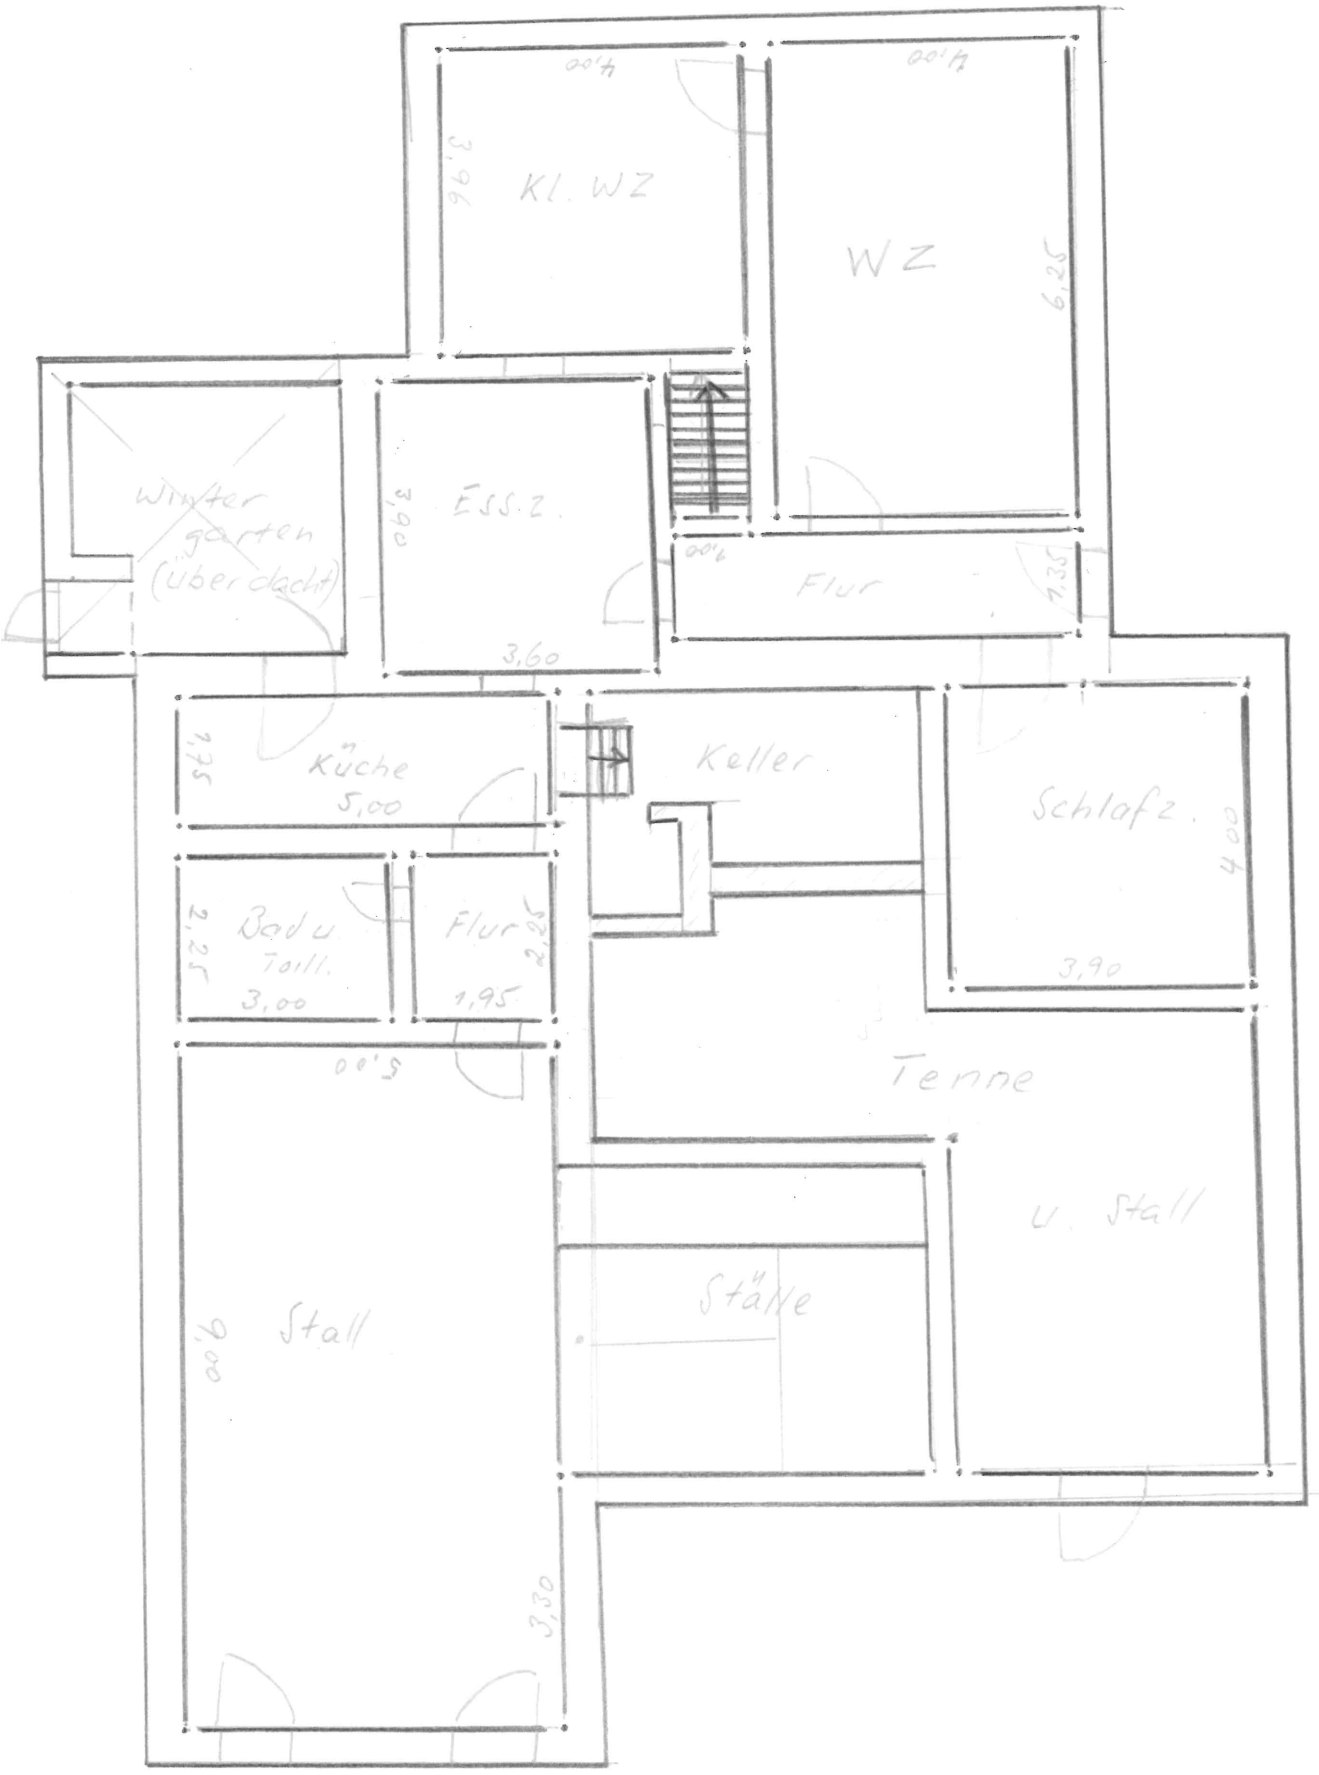 4,00
4,00
3,96
Kl. WZ
WZ
6,25
Winter
garten
(überdacht)
3,90
Ess.z.
1,00
Flur
1,35
3,60
1,75
Küche
5,00
Keller
Schlafz.
4,00
2,25
Bad u
Toill.
3,00
Flur
2,25
1,95
3,90
5,00
Tenne
u. Stall
Ställe
Stall
9,00
3,30